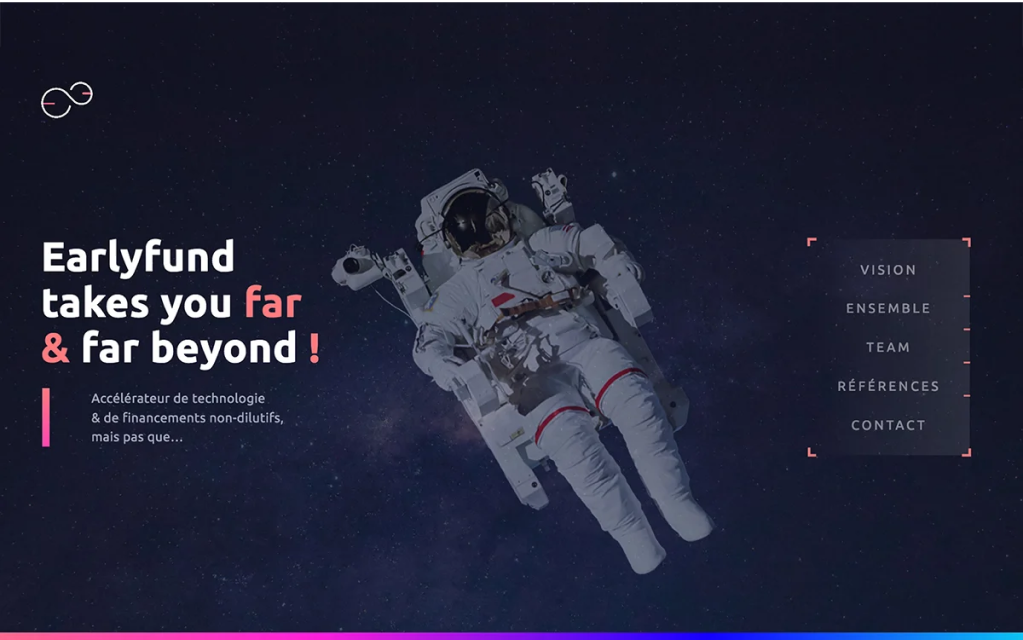 Earlyfund
takes you far
& far beyond !
Accélérateur de technologie
& de financements non-dilutifs,
mais pas que...
VISION
ENSEMBLE
TEAM
RÉFÉRENCES
CONTACT